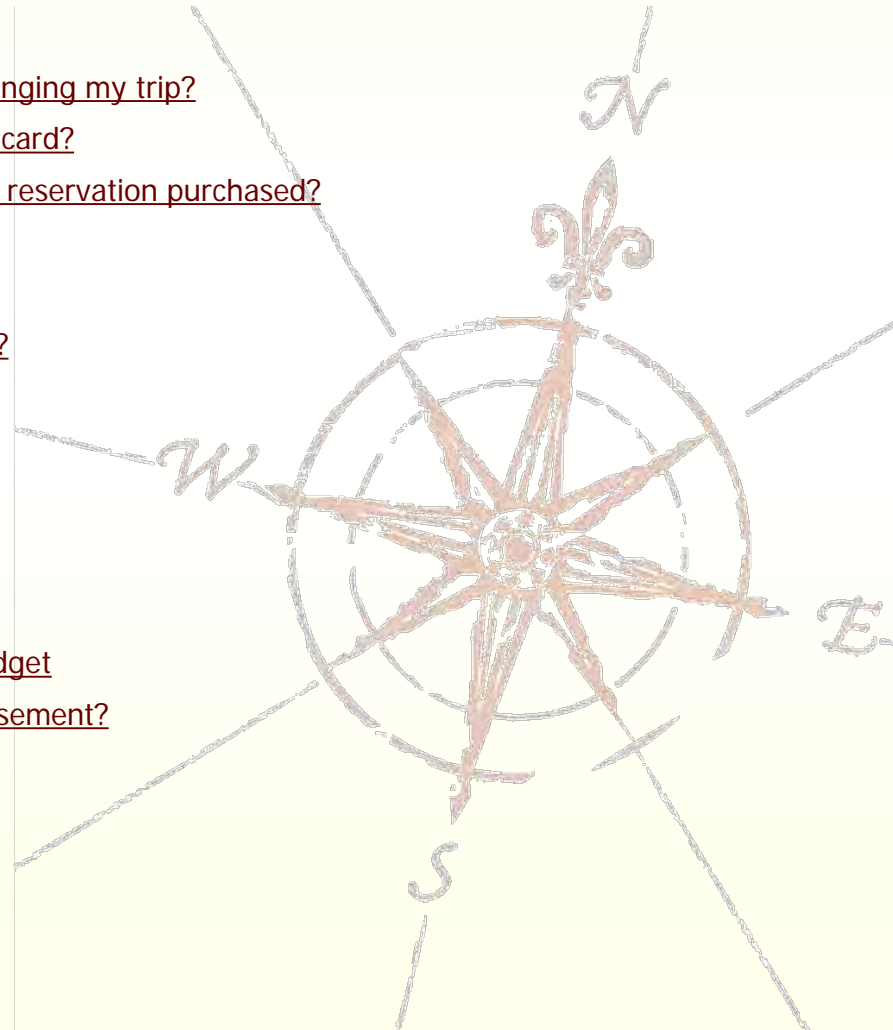 nging my trip?
card?
reservation purchased?
N
?
W
E
dget
sement?
S